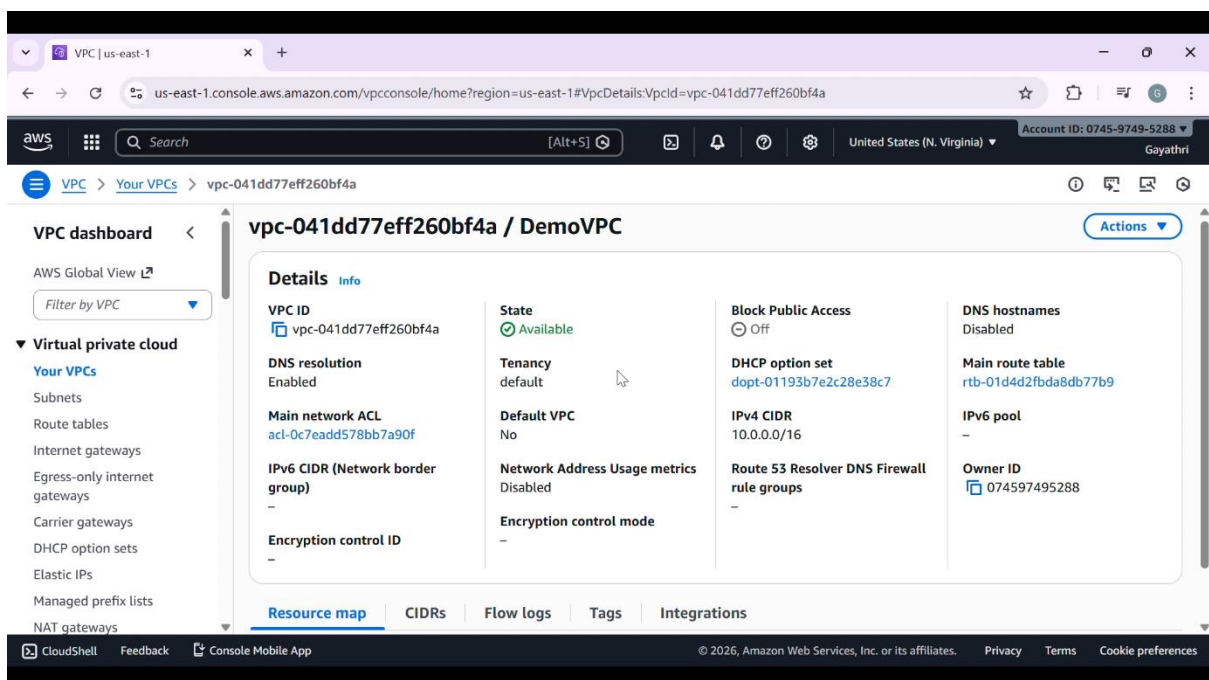 VPC | us-east-1
us-east-1.console.aws.amazon.com/vpcconsole/home?region=us-east-1#VpcDetails:VpcId=vpc-041dd77eff260bf4a
G
aws
Search
[Alt+S]
United States (N. Virginia)
Account ID: 0745-9749-5288
Gayathri
VPC > Your VPCs > vpc-041dd77eff260bf4a
VPC dashboard
AWS Global View
Filter by VPC
Virtual private cloud
Your VPCs
Subnets
Route tables
Internet gateways
Egress-only internet
gateways
Carrier gateways
DHCP option sets
Elastic IPs
Managed prefix lists
NAT gateways
vpc-041dd77eff260bf4a / DemoVPC
Actions
Details Info
VPC ID
vpc-041dd77eff260bf4a
State
Available
Block Public Access
Off
DNS hostnames
Disabled
DNS resolution
Enabled
Tenancy
default
DHCP option set
dopt-01193b7e2c28e38c7
Main route table
rtb-01d4d2fbda8db77b9
Main network ACL
acl-0c7eadd578bb7a90f
Default VPC
No
IPv4 CIDR
10.0.0.0/16
IPv6 pool
–
IPv6 CIDR (Network border
group)
–
Network Address Usage metrics
Disabled
Route 53 Resolver DNS Firewall
rule groups
–
Owner ID
074597495288
Encryption control ID
–
Encryption control mode
–
Resource map CIDRs Flow logs Tags Integrations
CloudShell Feedback Console Mobile App © 2026, Amazon Web Services, Inc. or its affiliates. Privacy Terms Cookie preferences